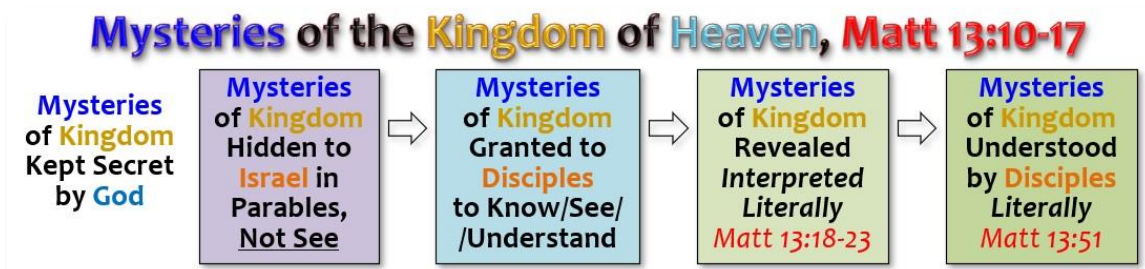 Mysteries of the Kingdom of Heaven, Matt 13:10-17
Mysteries
of Kingdom
Kept Secret
by God
Mysteries
of Kingdom
Hidden to
Israel in
Parables,
Not See
Mysteries
of Kingdom
Granted to
Disciples
to Know/See/
/Understand
Mysteries
of Kingdom
Revealed
Interpreted
Literally
Matt 13:18-23
Mysteries
of Kingdom
Understood
by Disciples
Literally
Matt 13:51